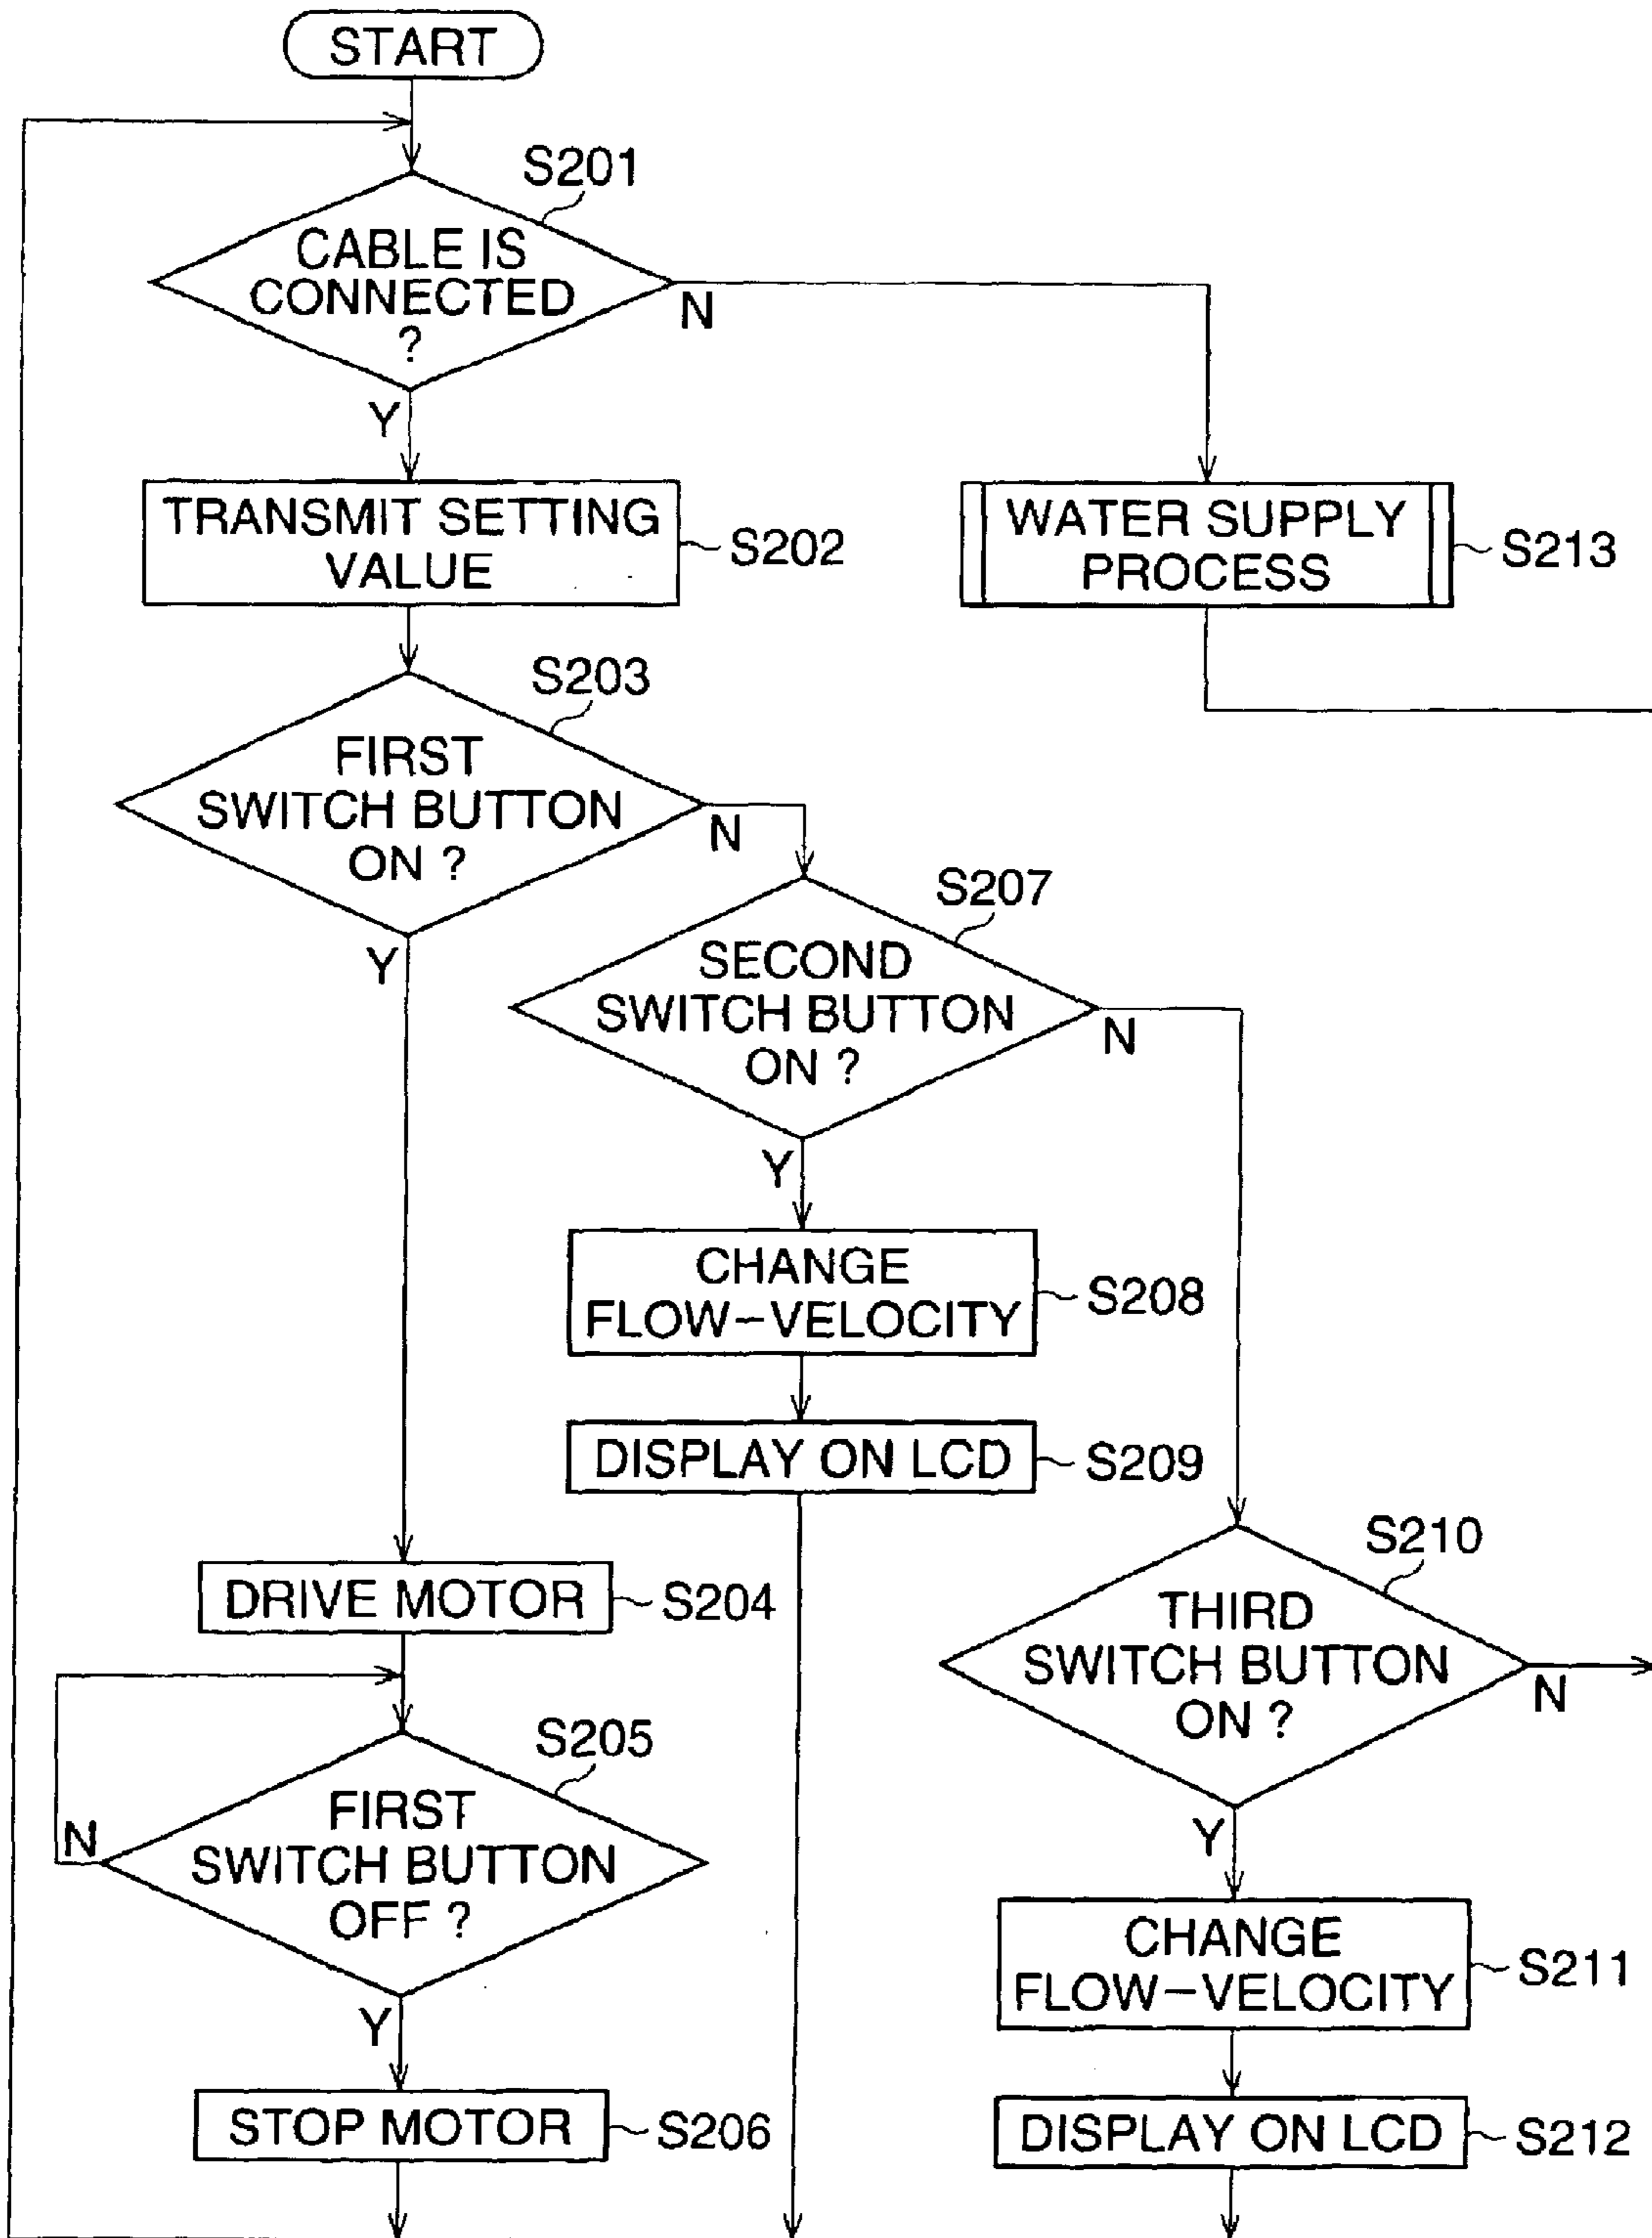 START
S201
CABLE IS
CONNECTED
?
N
Y
TRANSMIT SETTING
VALUE
S202
WATER SUPPLY
PROCESS
S213
S203
FIRST
SWITCH BUTTON
ON ?
N
Y
S207
SECOND
SWITCH BUTTON
ON ?
N
Y
CHANGE
FLOW-VELOCITY
S208
DISPLAY ON LCD
S209
DRIVE MOTOR
S204
S210
THIRD
SWITCH BUTTON
ON ?
N
Y
S205
FIRST
SWITCH BUTTON
OFF ?
N
Y
CHANGE
FLOW-VELOCITY
S211
STOP MOTOR
S206
DISPLAY ON LCD
S212